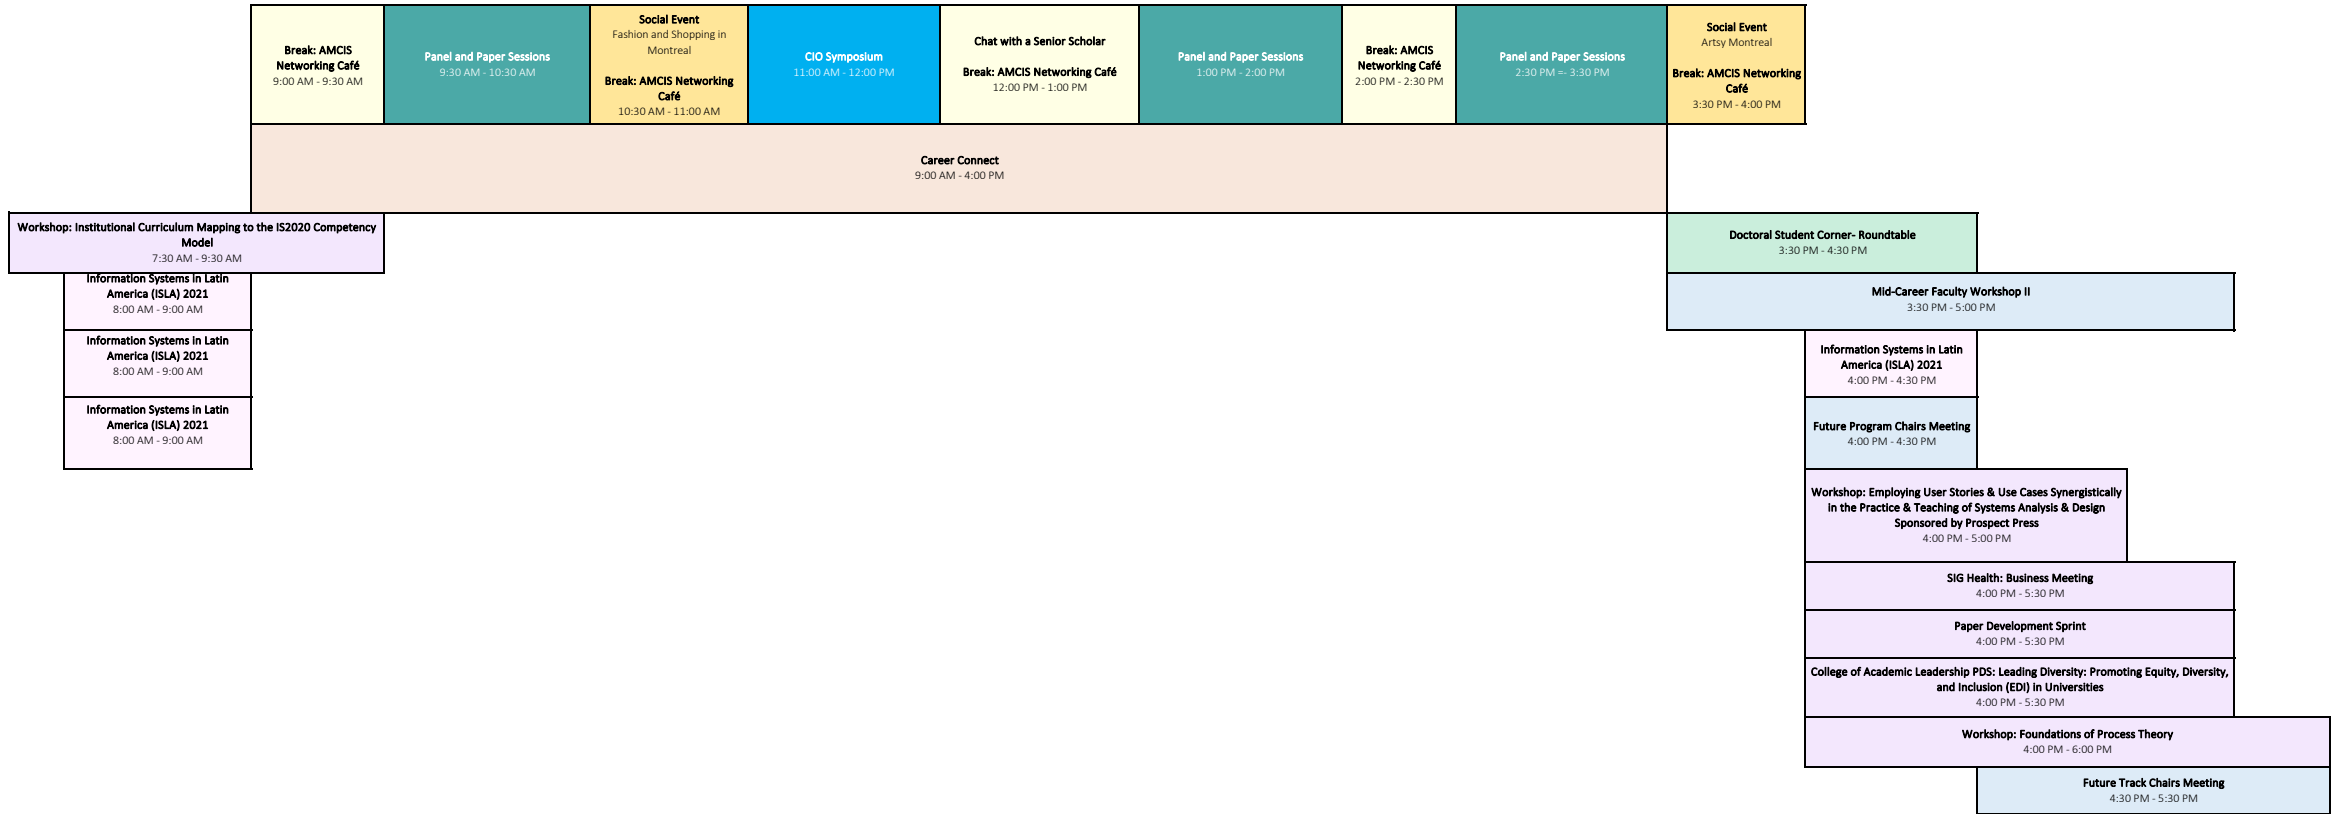 Break: AMCIS
Networking Café
9:00 AM - 9:30 AM
Panel and Paper Sessions
9:30 AM - 10:30 AM
Social Event
Fashion and Shopping in
Montreal
Break: AMCIS Networking
Café
10:30 AM - 11:00 AM
CIO Symposium
11:00 AM - 12:00 PM
Chat with a Senior Scholar
Break: AMCIS Networking Café
12:00 PM - 1:00 PM
Panel and Paper Sessions
1:00 PM - 2:00 PM
Break: AMCIS
Networking Café
2:00 PM - 2:30 PM
Panel and Paper Sessions
2:30 PM =- 3:30 PM
Social Event
Artsy Montreal
Break: AMCIS Networking
Café
3:30 PM - 4:00 PM
Career Connect
9:00 AM - 4:00 PM
Workshop: Institutional Curriculum Mapping to the IS2020 Competency
Model
7:30 AM - 9:30 AM
Doctoral Student Corner- Roundtable
3:30 PM - 4:30 PM
Information Systems in Latin
America (ISLA) 2021
8:00 AM - 9:00 AM
Mid-Career Faculty Workshop II
3:30 PM - 5:00 PM
Information Systems in Latin
America (ISLA) 2021
8:00 AM - 9:00 AM
Information Systems in Latin
America (ISLA) 2021
4:00 PM - 4:30 PM
Information Systems in Latin
America (ISLA) 2021
8:00 AM - 9:00 AM
Future Program Chairs Meeting
4:00 PM - 4:30 PM
Workshop: Employing User Stories & Use Cases Synergistically
in the Practice & Teaching of Systems Analysis & Design
Sponsored by Prospect Press
4:00 PM - 5:00 PM
SIG Health: Business Meeting
4:00 PM - 5:30 PM
Paper Development Sprint
4:00 PM - 5:30 PM
College of Academic Leadership PDS: Leading Diversity: Promoting Equity, Diversity,
and Inclusion (EDI) in Universities
4:00 PM - 5:30 PM
Workshop: Foundations of Process Theory
4:00 PM - 6:00 PM
Future Track Chairs Meeting
4:30 PM - 5:30 PM